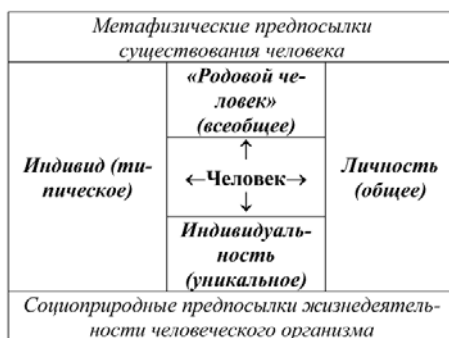 Метафизические предпосылки
существования человека
«Родовой че-
ловек»
(всеобщее)
Индивид (ти-
пическое)
↑
←Человек→
↓
Личность
(общее)
Индивидуаль-
ность
(уникальное)
Социоприродные предпосылки жизнедеятель-
ности человеческого организма